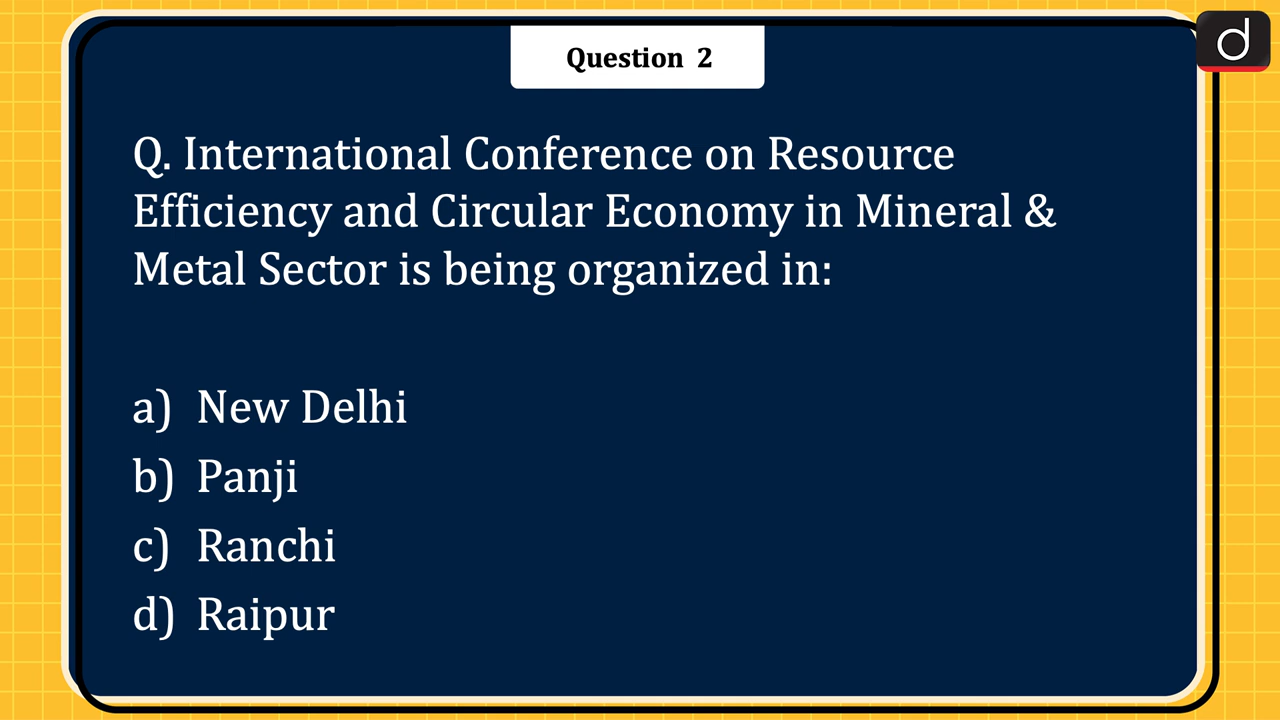 Question 2
d
Q. International Conference on Resource
Efficiency and Circular Economy in Mineral &
Metal Sector is being organized in:
a) New Delhi
b) Panji
c) Ranchi
d) Raipur